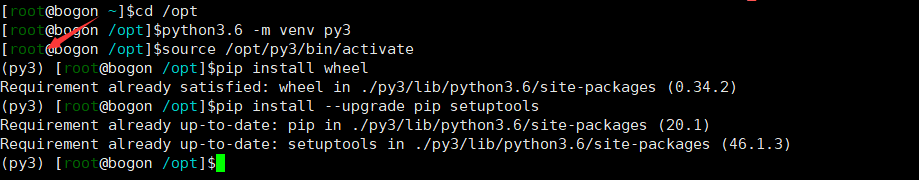 [root@bogon ~]$cd /opt
[root@bogon /opt]$python3.6 -m venv py3
[root@bogon /opt]$source /opt/py3/bin/activate
(py3) [root@bogon /opt]$pip install wheel
Requirement already satisfied: wheel in ./py3/lib/python3.6/site-packages (0.34.2)
(py3) [root@bogon /opt]$pip install --upgrade pip setuptools
Requirement already up-to-date: pip in ./py3/lib/python3.6/site-packages (20.1)
Requirement already up-to-date: setuptools in ./py3/lib/python3.6/site-packages (46.1.3)
(py3) [root@bogon /opt]$